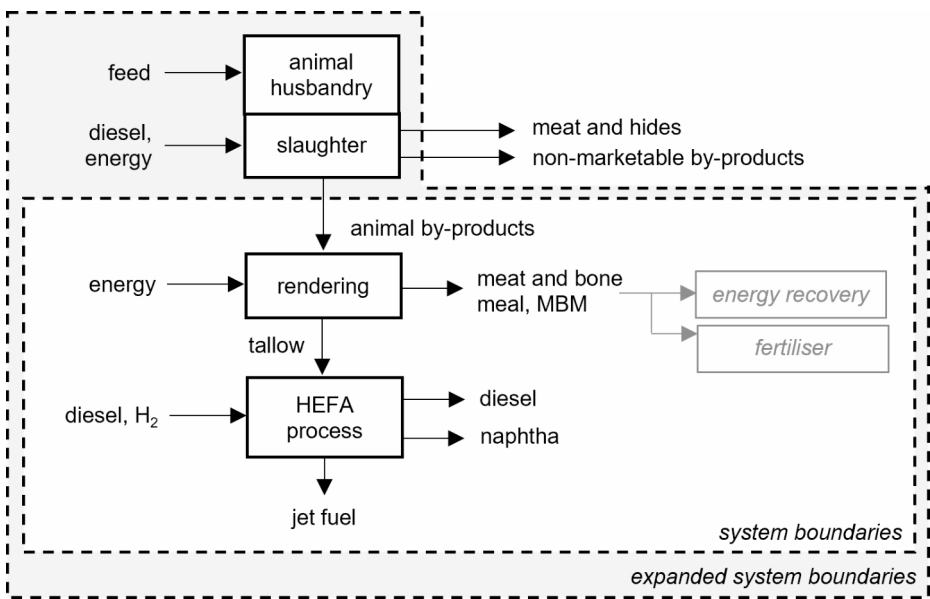 animal
husbandry
feed
diesel,
energy
slaughter
meat and hides
non-marketable by-products
animal by-products
energy
rendering
meat and bone
meal, MBM
energy recovery
fertiliser
tallow
diesel, H₂
HEFA
process
diesel
naphtha
jet fuel
system boundaries
expanded system boundaries